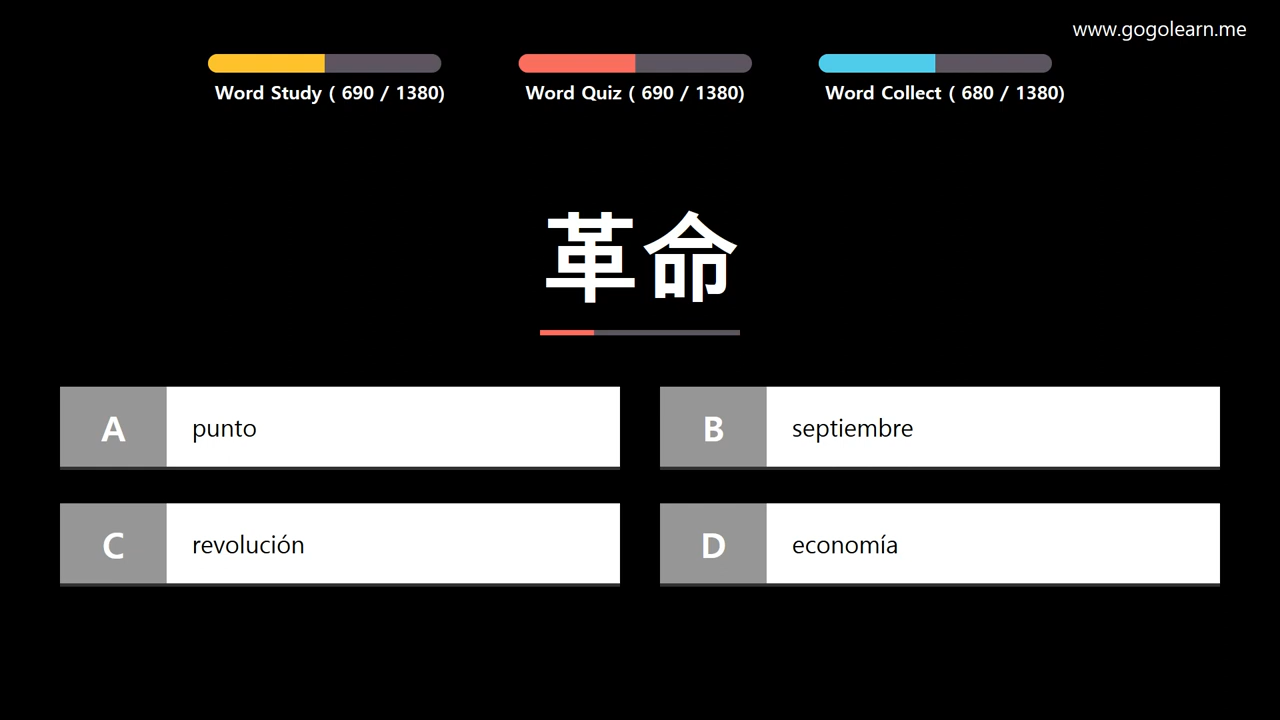 www.gogolearn.me
Word Study ( 690 / 1380)
Word Quiz ( 690 / 1380)
Word Collect ( 680 / 1380)
革命
A punto
B septiembre
C revolución
D economía